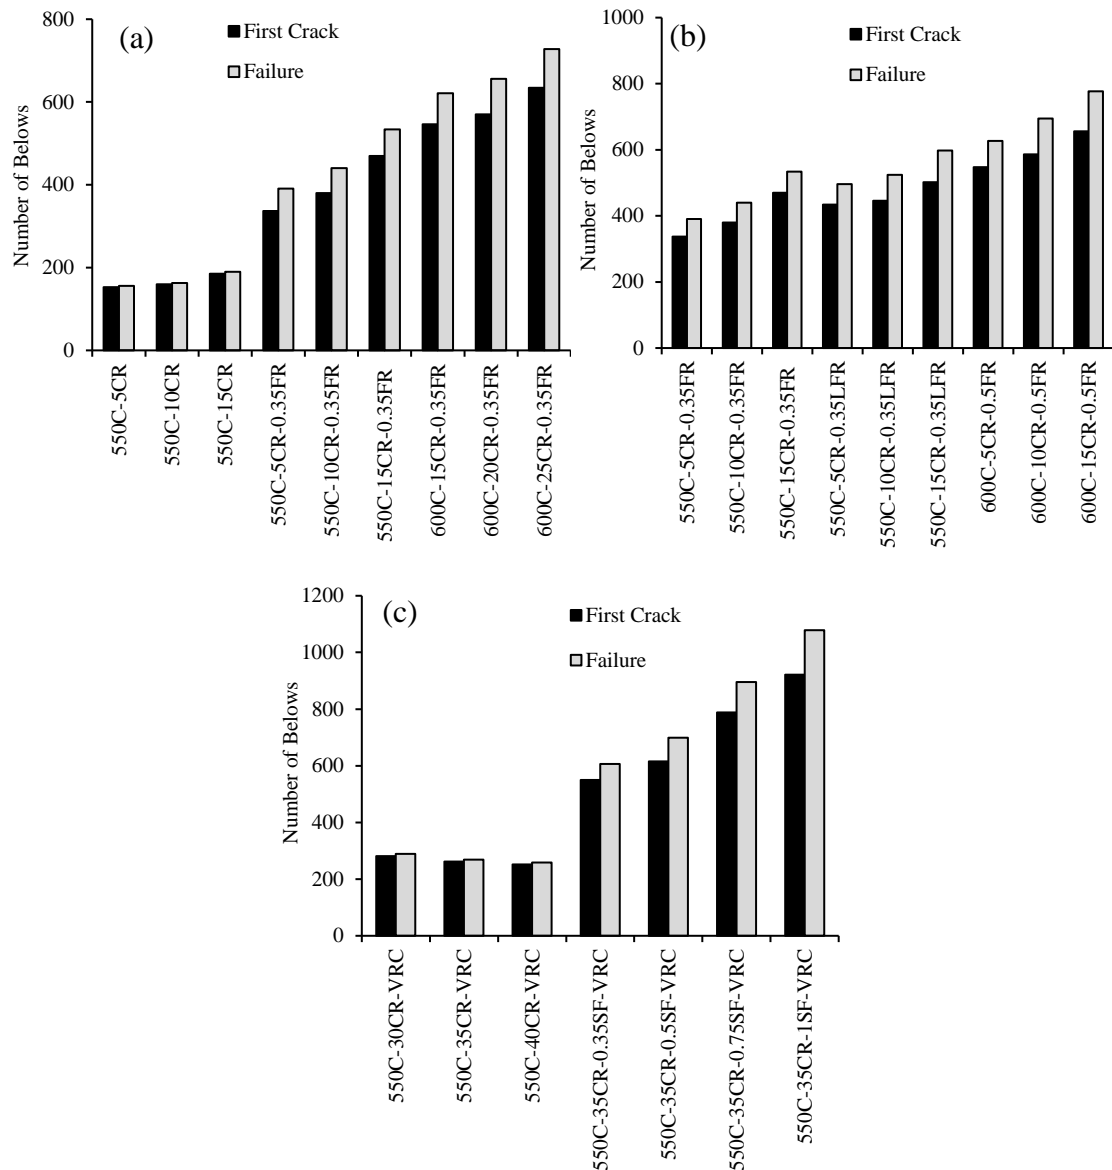 (a)
First Crack
Failure
Number of Belows
800
600
400
200
0
550C-5CR
550C-10CR
550C-15CR
550C-5CR-0.35FR
550C-10CR-0.35FR
550C-15CR-0.35FR
600C-15CR-0.35FR
600C-20CR-0.35FR
600C-25CR-0.35FR
(b)
First Crack
Failure
Number of Belows
1000
800
600
400
200
0
550C-5CR-0.35FR
550C-10CR-0.35FR
550C-15CR-0.35FR
550C-5CR-0.35LFR
550C-10CR-0.35LFR
550C-15CR-0.35LFR
600C-5CR-0.5FR
600C-10CR-0.5FR
600C-15CR-0.5FR
(c)
First Crack
Failure
Number of Belows
1200
1000
800
600
400
200
0
550C-30CR-VRC
550C-35CR-VRC
550C-40CR-VRC
550C-35CR-0.35SF-VRC
550C-35CR-0.5SF-VRC
550C-35CR-0.75SF-VRC
550C-35CR-1SF-VRC